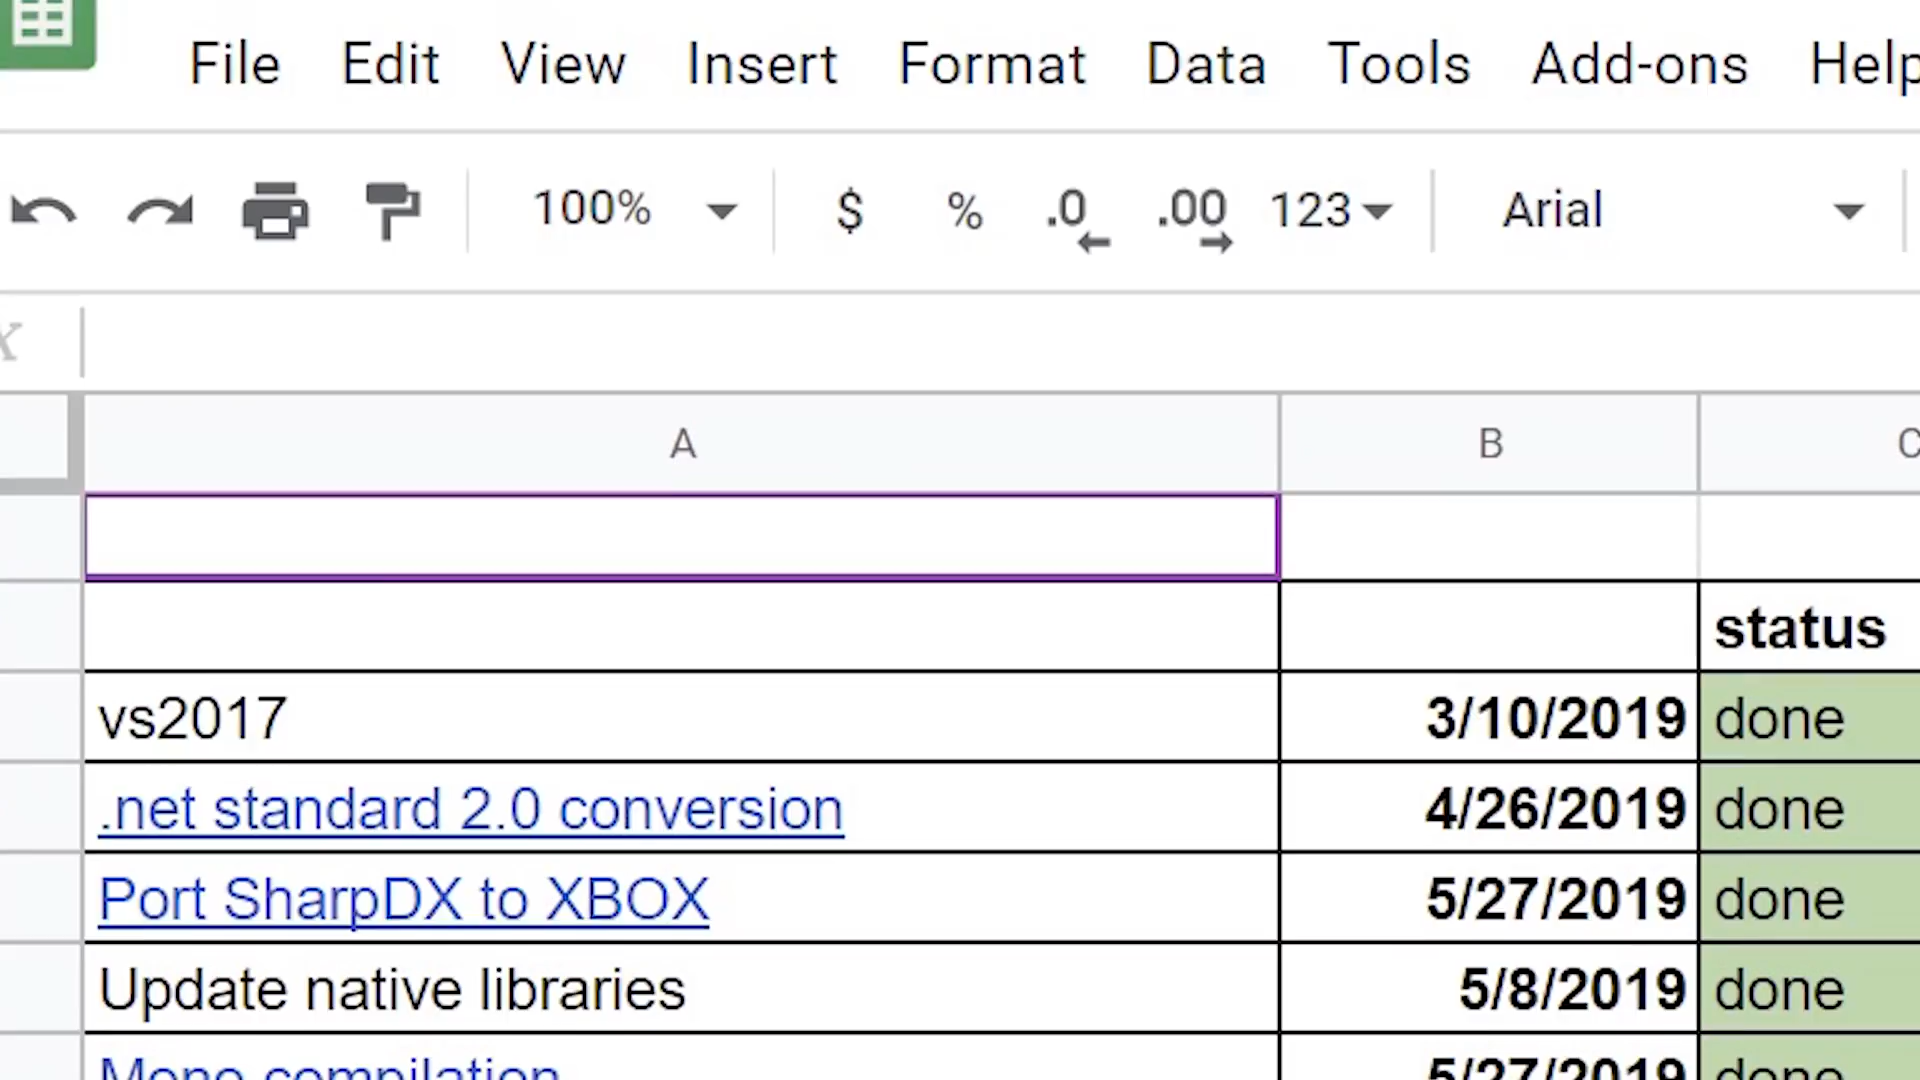 File Edit View Insert Format Data Tools Add-ons Help
100% $ % .0 .00 123 Arial
x
A B C
status
vs2017 3/10/2019 done
.net standard 2.0 conversion 4/26/2019 done
Port SharpDX to XBOX 5/27/2019 done
Update native libraries 5/8/2019 done
Mono compilation 5/27/2019 done